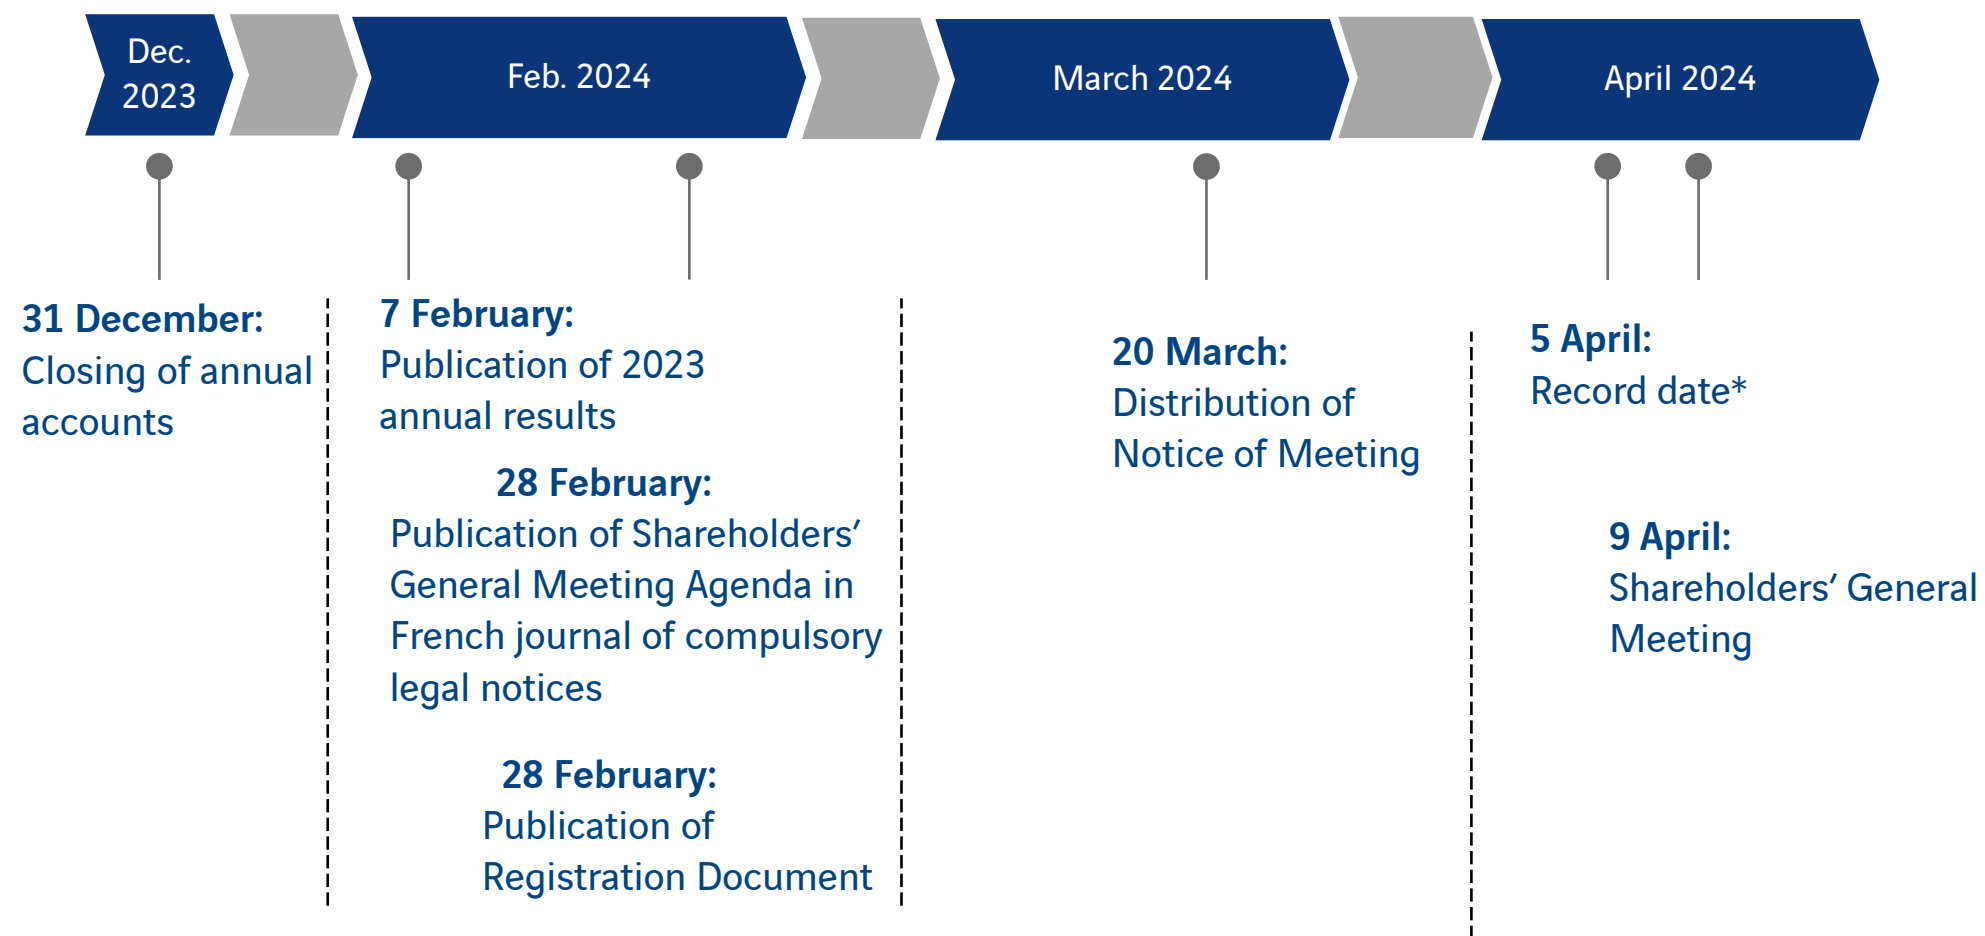 Dec.
2023
Feb. 2024
March 2024
April 2024
31 December:
Closing of annual
accounts
7 February:
Publication of 2023
annual results
28 February:
Publication of Shareholders’
General Meeting Agenda in
French journal of compulsory
legal notices
28 February:
Publication of
Registration Document
20 March:
Distribution of
Notice of Meeting
5 April:
Record date*
9 April:
Shareholders’ General
Meeting